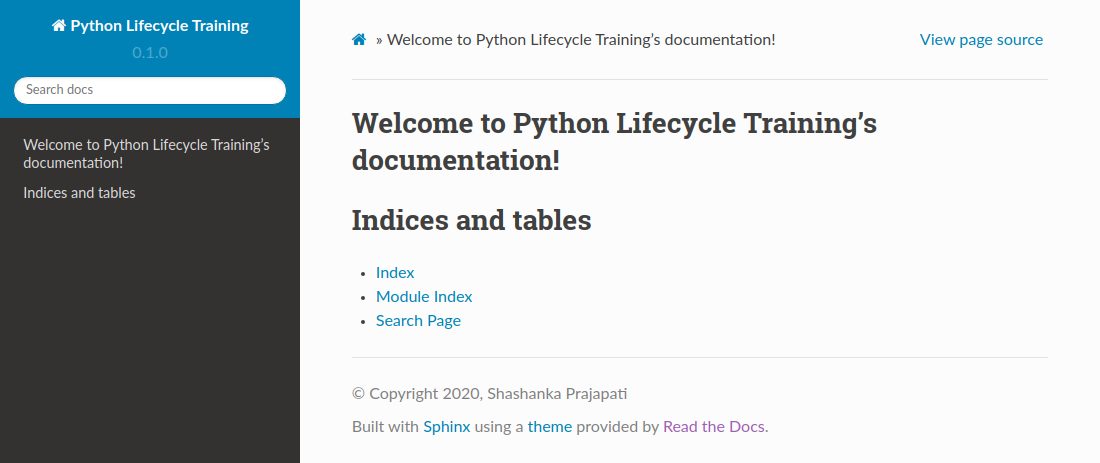 Python Lifecycle Training
0.1.0
Search docs
Welcome to Python Lifecycle Training’s
documentation!
Indices and tables
» Welcome to Python Lifecycle Training’s documentation!
View page source
Welcome to Python Lifecycle Training’s
documentation!
Indices and tables
• Index
• Module Index
• Search Page
© Copyright 2020, Shashanka Prajapati
Built with Sphinx using a theme provided by Read the Docs.